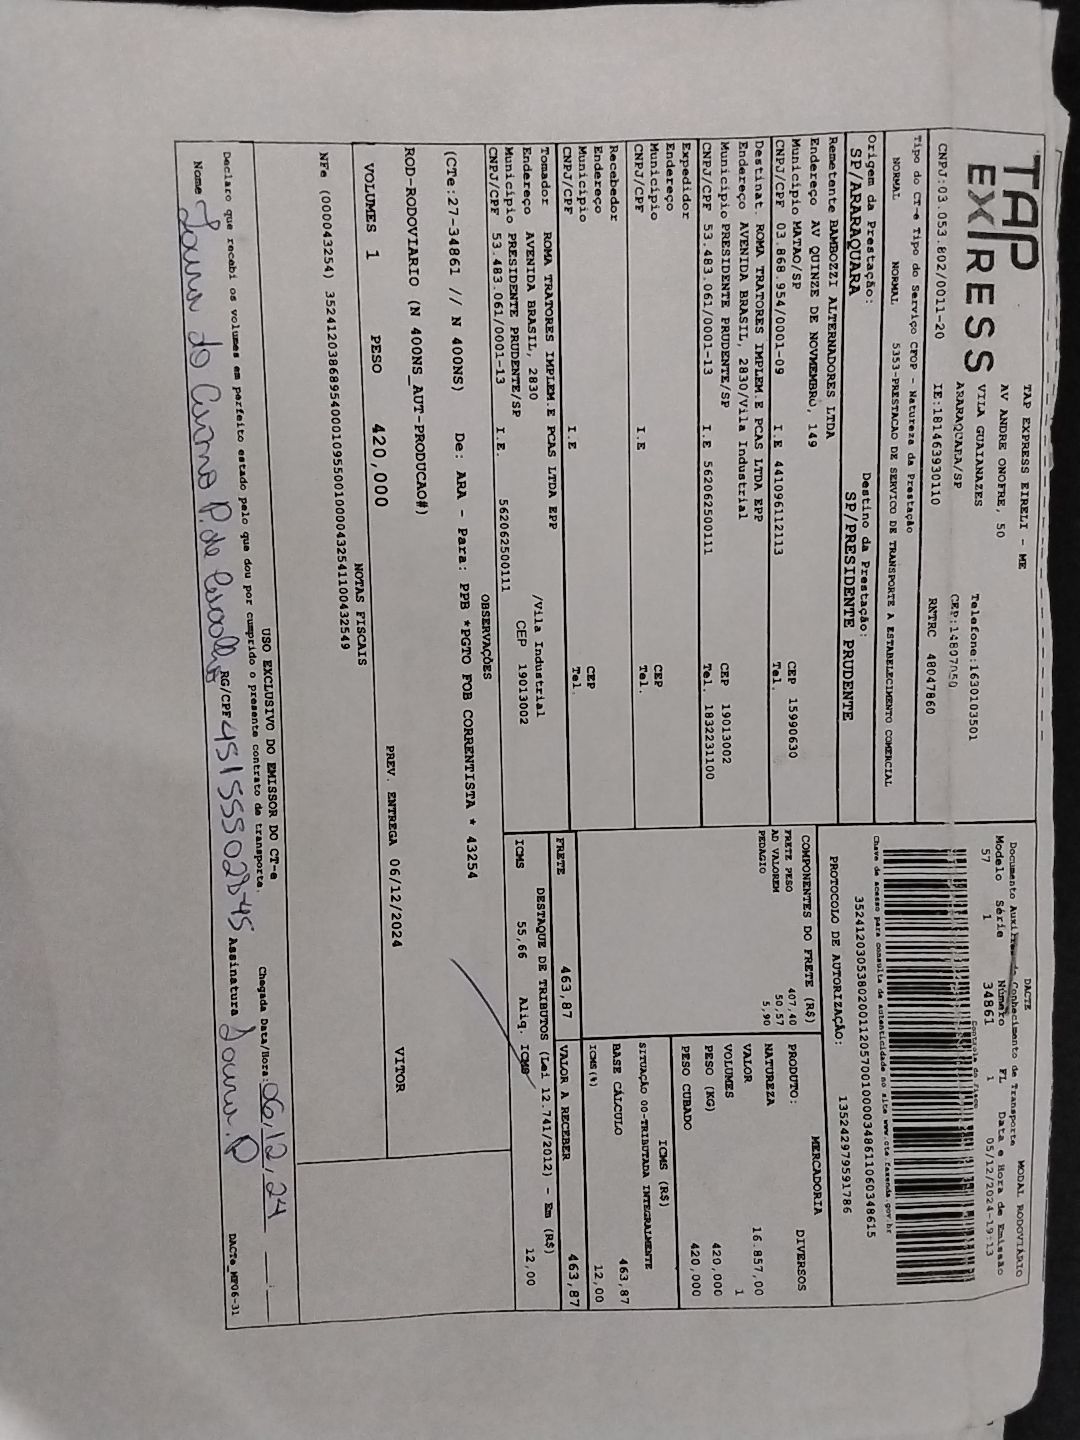 TAP
EXPRESS
TAP EXPRESS EIRELI - ME
AV ANDRE ONOFRE, 50
VILA GUAIANAZES
ARARAQUARA/SP
Telefone:1630103501
CEP:14807050
CNPJ:03.053.802/0011-20 IE:181463930110 RNTRC 48047860
DACTE MODAL RODOVIÁRIO
Documento Auxiliar do Conhecimento de Transporte
Modelo Série Número FL Data e Hora de Emissão
57 1 34861 1 05/12/2024-19:13
Controle do Fisco
Tipo do CT-e Tipo do Serviço CFOP - Natureza da Prestação
NORMAL NORMAL 5353-PRESTACAO DE SERVICO DE TRANSPORTE A ESTABELECIMENTO COMERCIAL
Chave de acesso para consulta de autenticidade no site www.cte.fazenda.gov.br
35241203053802001120570010000348611060348615
PROTOCOLO DE AUTORIZAÇÃO: 135242979591786
Origem da Prestação: Destino da Prestação:
SP/ARARAQUARA SP/PRESIDENTE PRUDENTE
Remetente BAMBOZZI ALTERNADORES LTDA
Endereço AV QUINZE DE NOVMEMBRO, 149
Município MATAO/SP CEP 15990630
CNPJ/CPF 03.868.954/0001-09 I.E 441096112113 Tel.
Destinat. ROMA TRATORES IMPLEM.E PCAS LTDA EPP
Endereço AVENIDA BRASIL, 2830/Vila Industrial
Município PRESIDENTE PRUDENTE/SP CEP 19013002
CNPJ/CPF 53.483.061/0001-13 I.E 562062500111 Tel. 1832231100
Expedidor
Endereço
Município CEP
CNPJ/CPF I.E Tel.
Recebedor
Endereço
Município CEP
CNPJ/CPF I.E Tel.
Tomador ROMA TRATORES IMPLEM.E PCAS LTDA EPP
Endereço AVENIDA BRASIL, 2830 /Vila Industrial
Município PRESIDENTE PRUDENTE/SP CEP 19013002
CNPJ/CPF 53.483.061/0001-13 I.E. 562062500111
COMPONENTES DO FRETE (R$)
FRETE PESO 407,40
AD VALOREM 50,57
PEDAGIO 5,90
MERCADORIA
PRODUTO: DIVERSOS
NATUREZA
VALOR 16.857,00
VOLUMES 1
PESO (KG) 420,000
PESO CUBADO 420,000
ICMS (R$)
SITUAÇÃO 00-TRIBUTADA INTEGRALMENTE
BASE CÁLCULO 463,87
ICMS(%) 12,00
FRETE 463,87 VALOR A RECEBER 463,87
DESTAQUE DE TRIBUTOS (Lei 12.741/2012) - Em (R$)
ICMS 55,66 Aliq. ICMS 12,00
OBSERVAÇÕES
(CTe:27-34861 // N 400NS) De: ARA - Para: PPB *PGTO FOB CORRENTISTA * 43254
ROD-RODOVIARIO (N 400NS_AUT-PRODUCAO#)
PREV. ENTREGA 06/12/2024 VITOR
VOLUMES 1 PESO 420,000
NOTAS FISCAIS
NFe (000043254) 35241203868954000109550010000432541100432549
USO EXCLUSIVO DO EMISSOR DO CT-e
Declaro que recebi os volumes em perfeito estado pelo que dou por cumprido o presente contrato de transporte. Chegada Data/Hora: 06/12/24
Nome do Carmo P. de RG/CPF Assinatura
DACTe_MF06-31